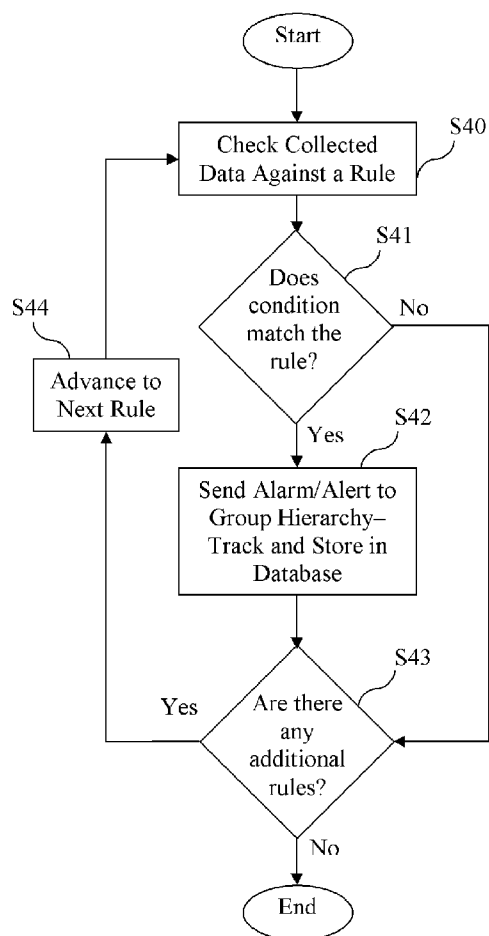 Start
Check Collected
Data Against a Rule
S40
S41
Does
condition
match the
rule?
No
S44
Advance to
Next Rule
Yes
S42
Send Alarm/Alert to
Group Hierarchy–
Track and Store in
Database
S43
Yes
Are there
any
additional
rules?
No
End